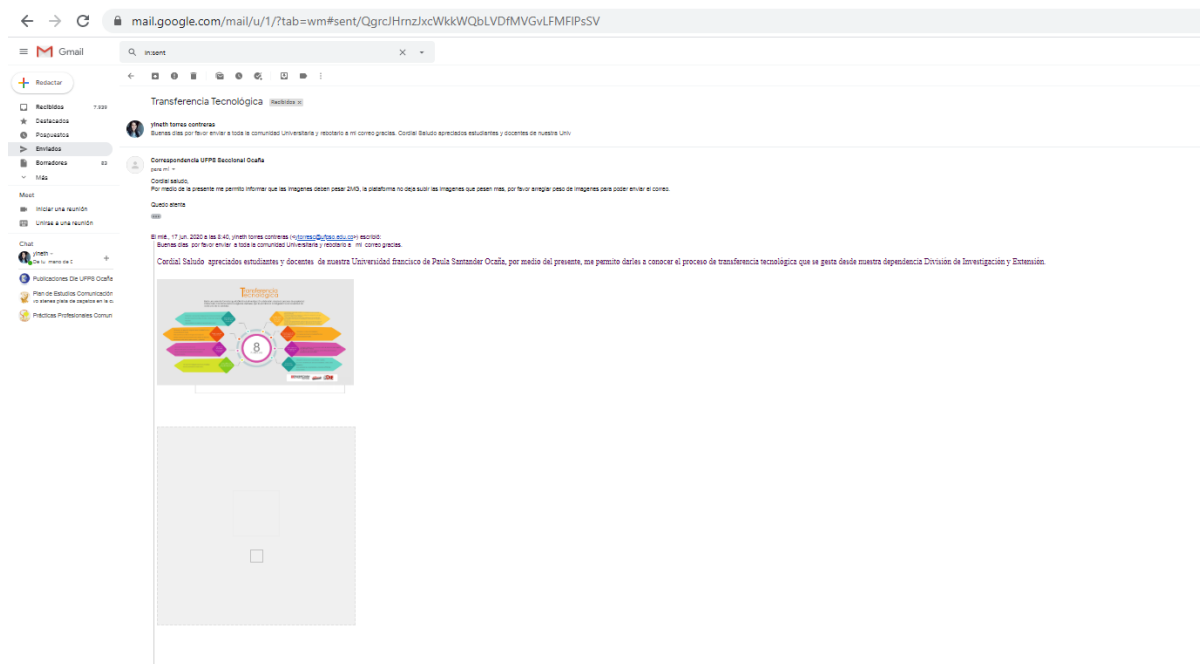 mail.google.com/mail/u/1/?tab=wm#sent/QgrcJHrnzJxcWkkWQbLVDfMVGvLFMFlPsSV
Gmail
in:sent
Redactar
Recibidos
Destacados
Pospuestos
Enviados
Borradores
Más
Meet
Iniciar una reunión
Unirse a una reunión
Chat
yineth
Publicaciones De UFPS Ocaña
Plan de Estudios Comunicación
Prácticas Profesionales Comun
Transferencia Tecnológica Recibidos x
yineth torres contreras
Buenas días por favor enviar a toda la comunidad Universitaria y rebotarlo a mi correo gracias. Cordial Saludo apreciados estudiantes y docentes de nuestra Univ
Correspondencia UFPS Seccional Ocaña
para mí
Cordial saludo,
Por medio de la presente me permito informar que las imagenes deben pesar 2MG, la plataforma no deja subir las imagenes que pesen mas, por favor arreglar peso de imagenes para poder enviar el correo.
Quedo atenta
El mié., 17 jun. 2020 a las 8:40, yineth torres contreras (<ytorresc@ufpso.edu.co>) escribió:
Buenas días por favor enviar a toda la comunidad Universitaria y rebotarlo a mi correo gracias.
Cordial Saludo apreciados estudiantes y docentes de nuestra Universidad francisco de Paula Santander Ocaña, por medio del presente, me permito darles a conocer el proceso de transferencia tecnológica que se gesta desde nuestra dependencia División de Investigación y Extensión.
Transferencia
Tecnológica
8